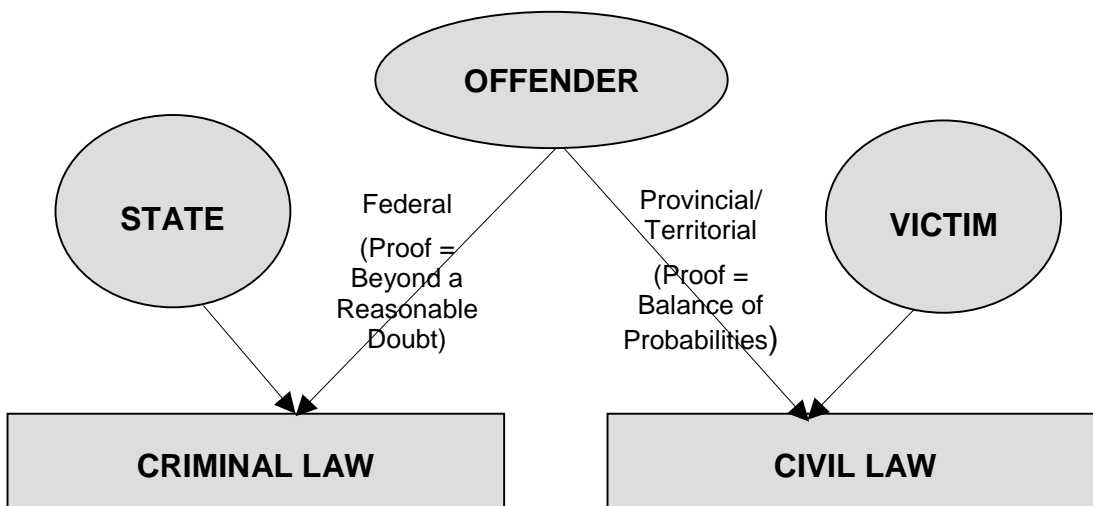 OFFENDER
STATE
Federal
(Proof =
Beyond a
Reasonable
Doubt)
Provincial/
Territorial
(Proof =
Balance of
Probabilities)
VICTIM
CRIMINAL LAW
CIVIL LAW